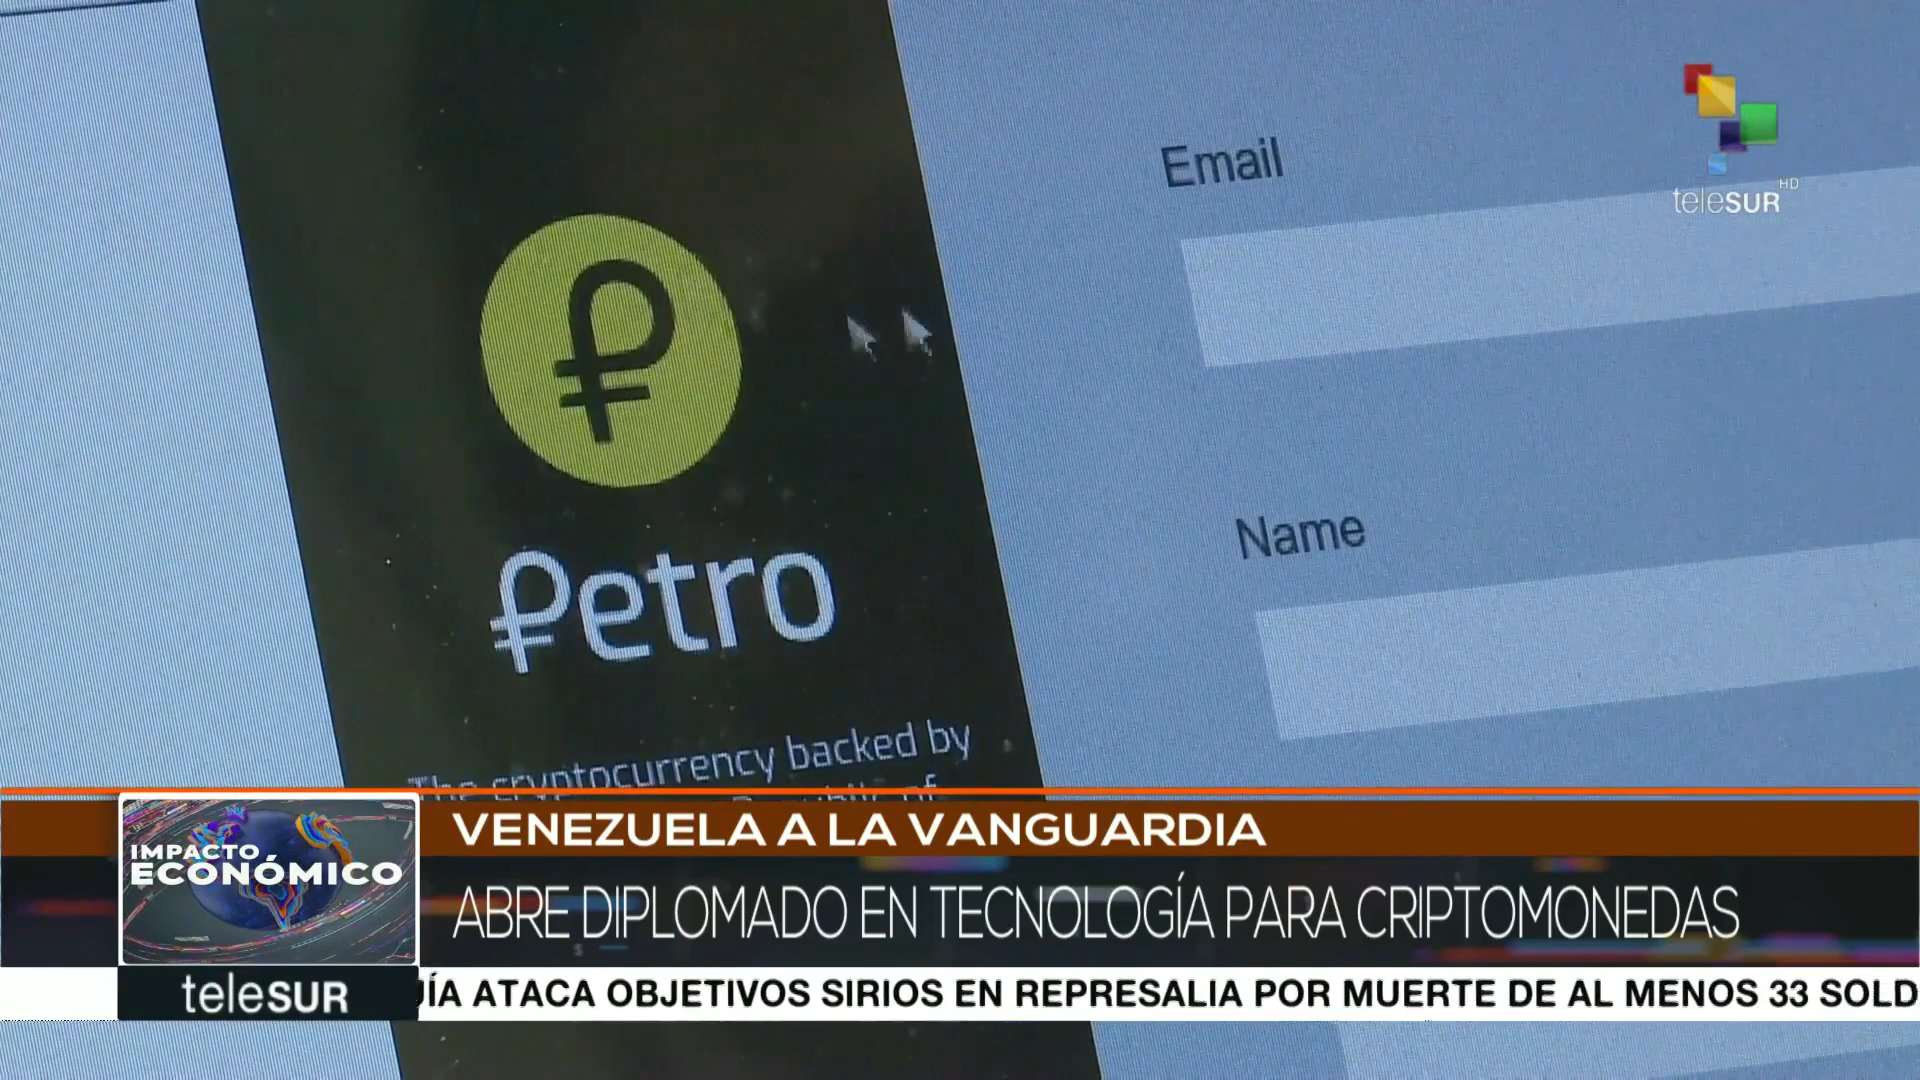 Email
teleSUR HD
Name
Petro
The cryptocurrency backed by
VENEZUELA A LA VANGUARDIA
IMPACTO
ECONÓMICO
ABRE DIPLOMADO EN TECNOLOGÍA PARA CRIPTOMONEDAS
teleSUR
ATACA OBJETIVOS SIRIOS EN REPRESALIA POR MUERTE DE AL MENOS 33